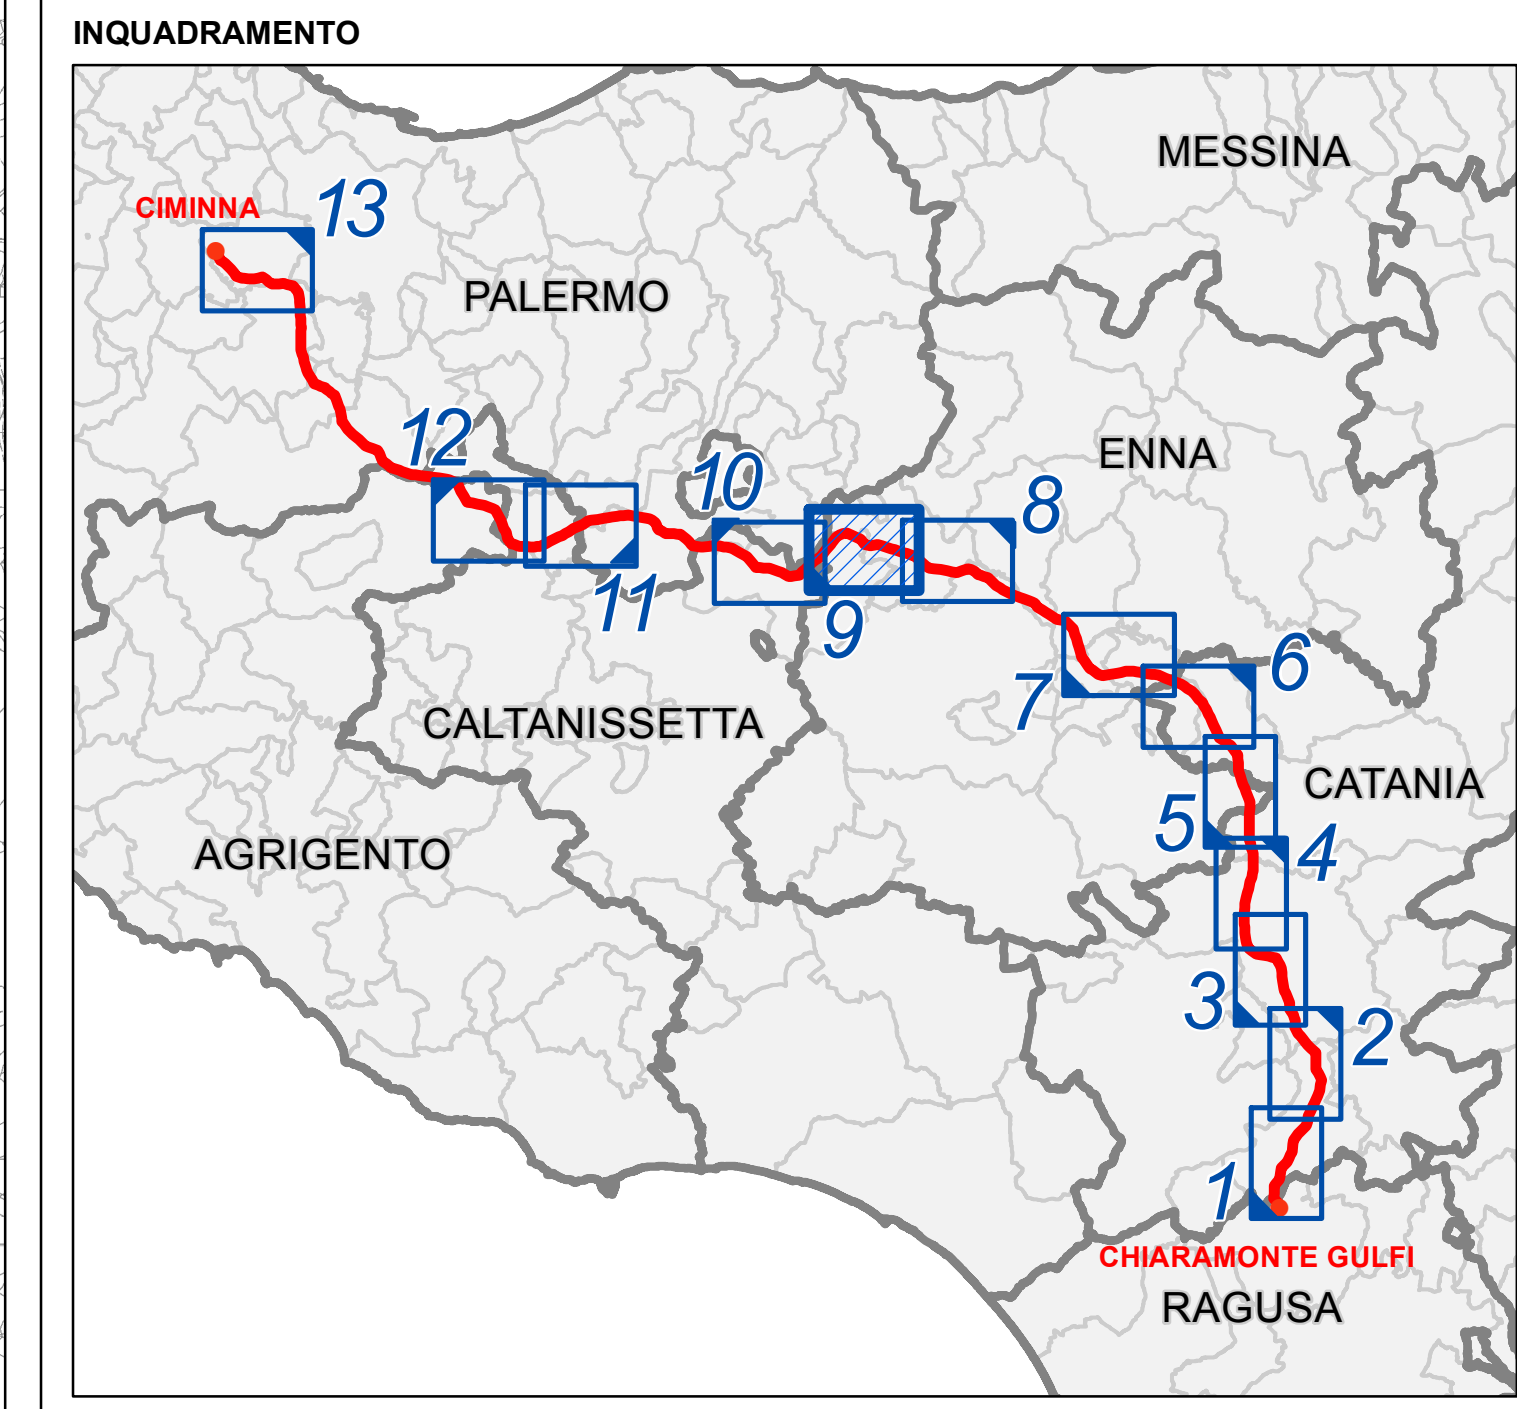 INQUADRAMENTO
MESSINA
CIMINNA
13
PALERMO
12
ENNA
10
8
11
9
6
7
CALTANISSETTA
CATANIA
5
4
AGRIGENTO
3
2
1
CHIARAMONTE GULFI
RAGUSA